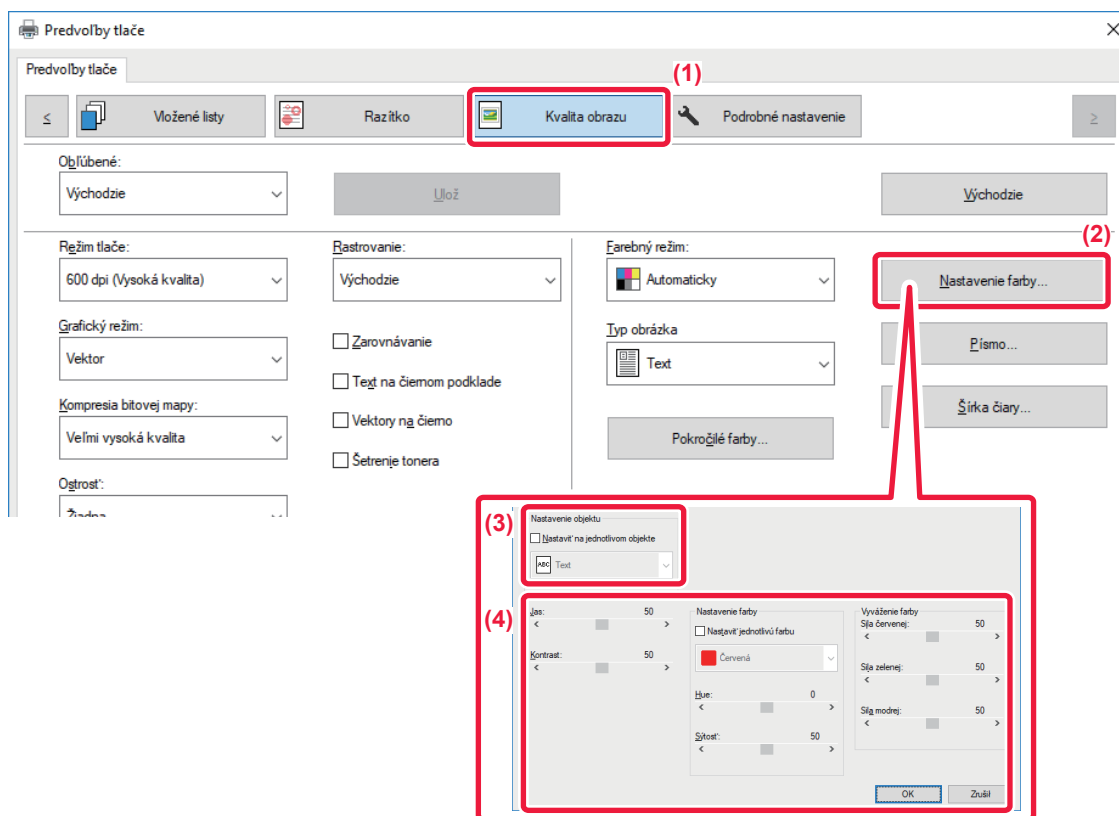 Predvoľby tlače
Predvoľby tlače
(1)
<
Vložené listy
Razítko
Kvalita obrazu
Podrobné nastavenie
>
Obľúbené:
Východzie
Ulož
Východzie
(2)
Režim tlače:
600 dpi (Vysoká kvalita)
Rastrovanie:
Východzie
Farebný režim:
Automaticky
Nastavenie farby...
Grafický režim:
Vektor
Zarovnávanie
Typ obrázka
Text
Písmo...
Text na čiernom podklade
Kompresia bitovej mapy:
Veľmi vysoká kvalita
Vektory na čierno
Šetrenie tonera
Pokročilé farby...
Šírka čiary...
Ostrosť:
Žiadna
(3)
Nastavenie objektu
Nastaviť na jednotlivom objekte
ABC Text
(4)
Jas: 50
Kontrast: 50
Nastavenie farby
Nastaviť jednotlivú farbu
Červená
Hue: 0
Sýtosť: 50
Vyváženie farby
Sila červenej: 50
Sila zelenej: 50
Sila modrej: 50
OK
Zrušiť